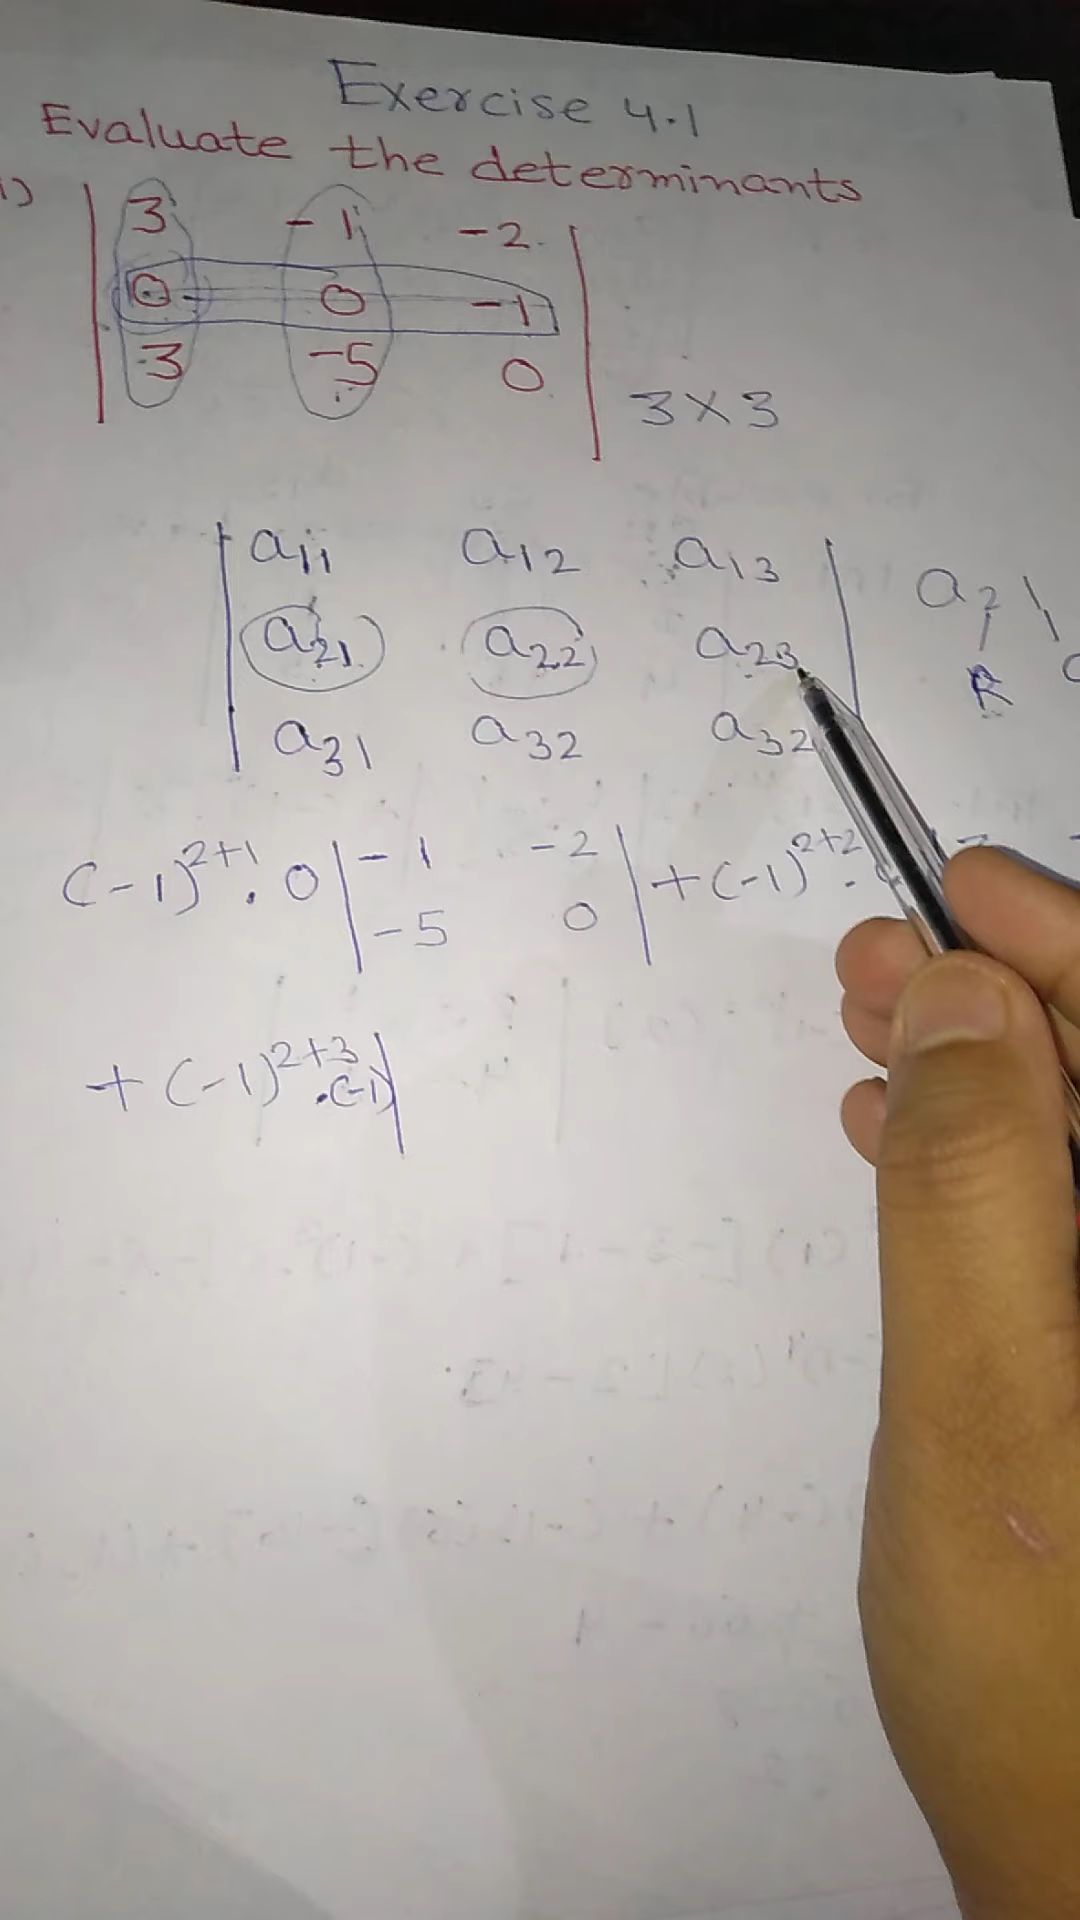 Exercise 4.1
Evaluate the determinants
i) | 3 -1 -2 |
| 0 0 -1 |
| 3 -5 0 | 3×3
| a11 a12 a13 | a21
| a21 a22 a23 | R
| a31 a32 a32
(-1)^2+1 . 0 | -1 -2 | + (-1)^2+2 .
| -5 0 |
+ (-1)^2+3 .(-1) |